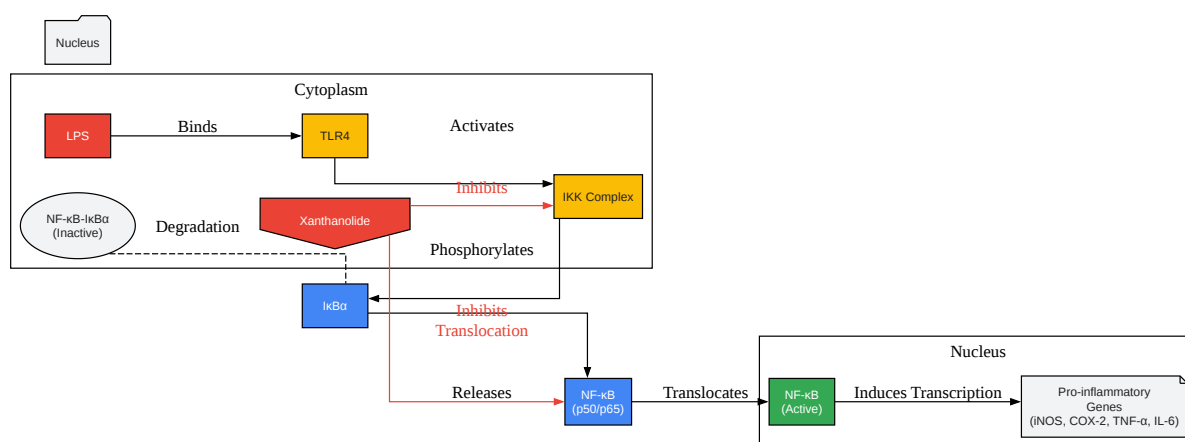 Nucleus
Cytoplasm
LPS
Binds
TLR4
Activates
Inhibits
IKK Complex
NF-κB-IκBα
(Inactive)
Degradation
Xanthanolide
Phosphorylates
IκBα
Inhibits
Translocation
Nucleus
Releases
NF-κB
(p50/p65)
Translocates
NF-κB
(Active)
Induces Transcription
Pro-inflammatory
Genes
(iNOS, COX-2, TNF-α, IL-6)